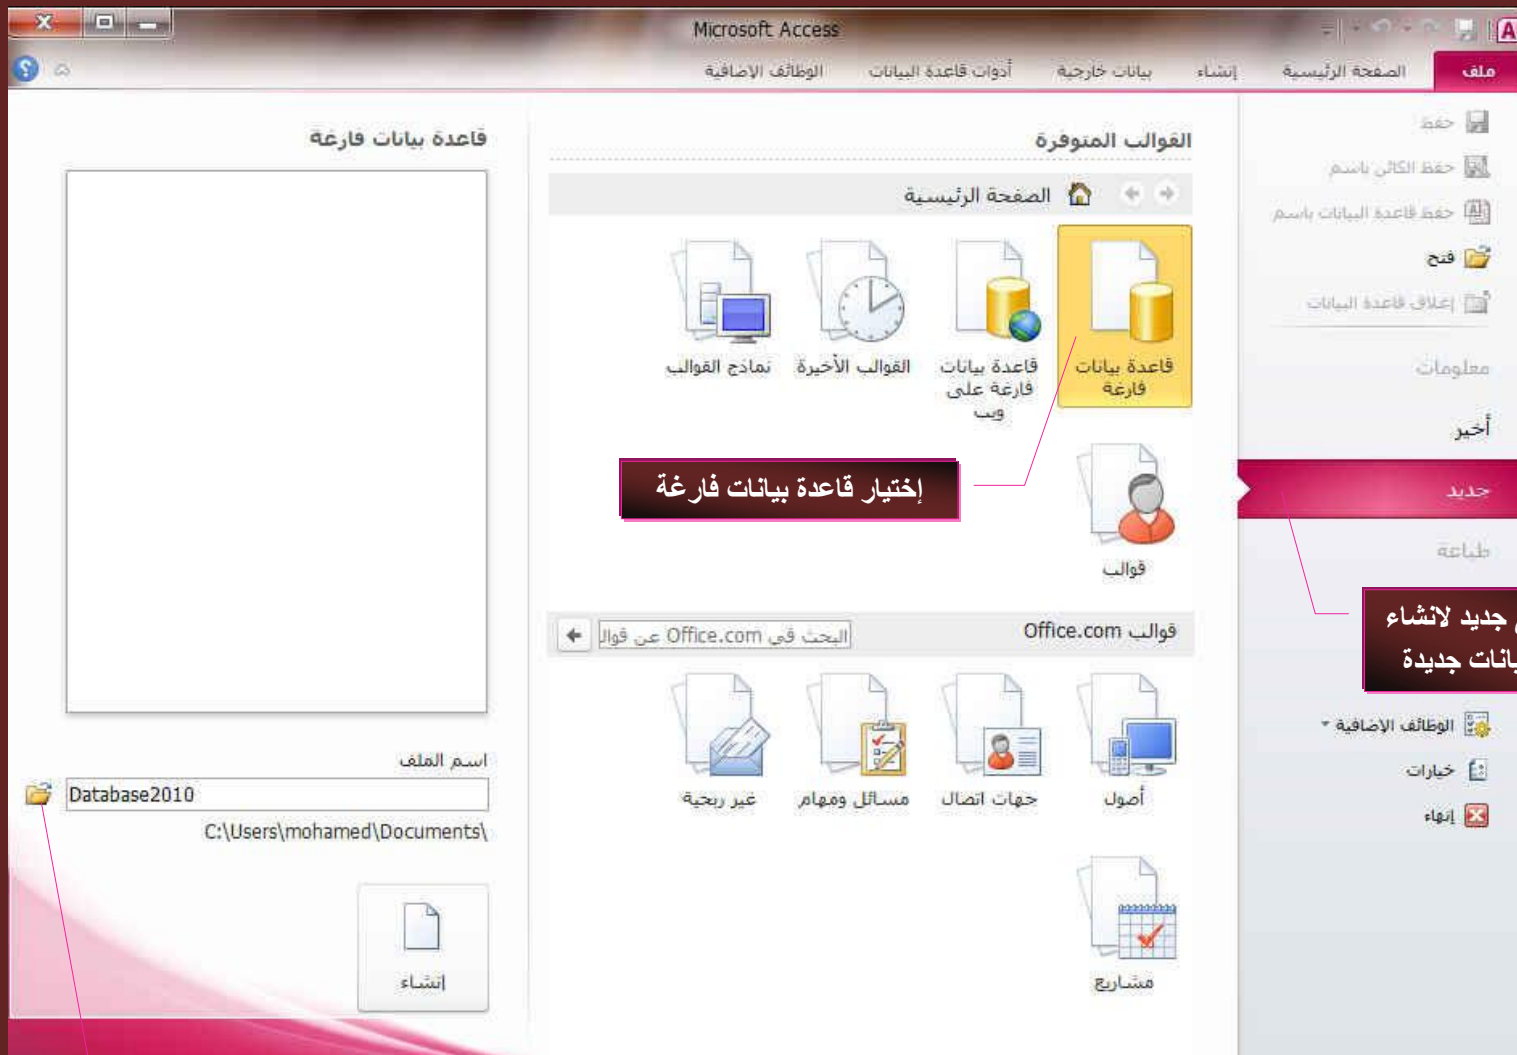 Microsoft Access
ملف
الصفحة الرئيسية
إنشاء
بيانات خارجية
أدوات قاعدة البيانات
الوظائف الإضافية
حفظ
حفظ الكائن باسم
حفظ قاعدة البيانات باسم
فتح
إغلاق قاعدة البيانات
معلومات
أخير
جديد
طباعة
جديد لانشاء
جديدة
الوظائف الإضافية
خيارات
إنهاء
القوالب المتوفرة
الصفحة الرئيسية
قاعدة بيانات
فارغة
قاعدة بيانات
فارغة على
ويب
القوالب الأخيرة
نماذج القوالب
إختيار قاعدة بيانات فارغة
قوالب
قوالب Office.com
البحث في Office.com عن
أصول
جهات اتصال
مسائل ومهام
غير ربحية
مشاريع
قاعدة بيانات فارغة
اسم الملف
Database2010
C:\Users\mohamed\Documents\
إنشاء